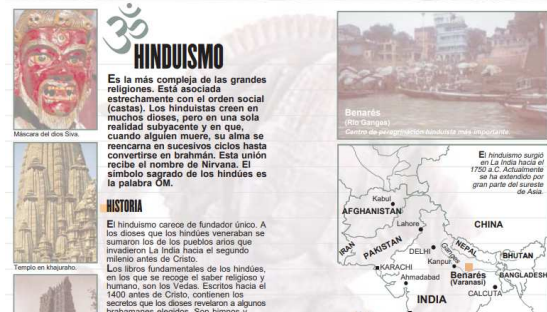 HINDUISMO
Es la más compleja de las grandes
religiones. Está asociada
estrechamente con el orden social
(castas). Los hinduistas creen en
muchos dioses, pero en una sola
realidad subyacente y en que,
cuando alguien muere, su alma se
reencarna en sucesivos ciclos hasta
convertirse en brahmán. Esta unión
recibe el nombre de Nirvana. El
símbolo sagrado de los hindúes es
la palabra ÓM.
HISTORIA
El hinduismo carece de fundador único. A
los dioses que los hindúes veneraban se
sumaron los de los pueblos arios que
invadieron La India hacia el segundo
milenio antes de Cristo.
Los libros fundamentales de los hindúes,
en los que se recoge el saber religioso y
humano, son los Vedas. Escritos hacia el
1400 antes de Cristo, contienen los
secretos que los dioses revelaron a algunos
brahamanes elegidos. Son himnos y
Máscara del dios Siva.
Templo en khajuraho.
Benarés
(Río Ganges)
Centro de peregrinación hinduista más importante.
El hinduismo surgió
en La India hacia el
1750 a.C. Actualmente
se ha extendido por
gran parte del sureste
de Asia.
Kabul
AFGHANISTAN
Lahore
CHINA
IRAN
PAKISTAN
DELHI
Ganges
NEPAL
BHUTAN
Kanpur
KARACHI
Ahmadabad
Benarés
(Varanasi)
BANGLADESH
CALCUTA
INDIA